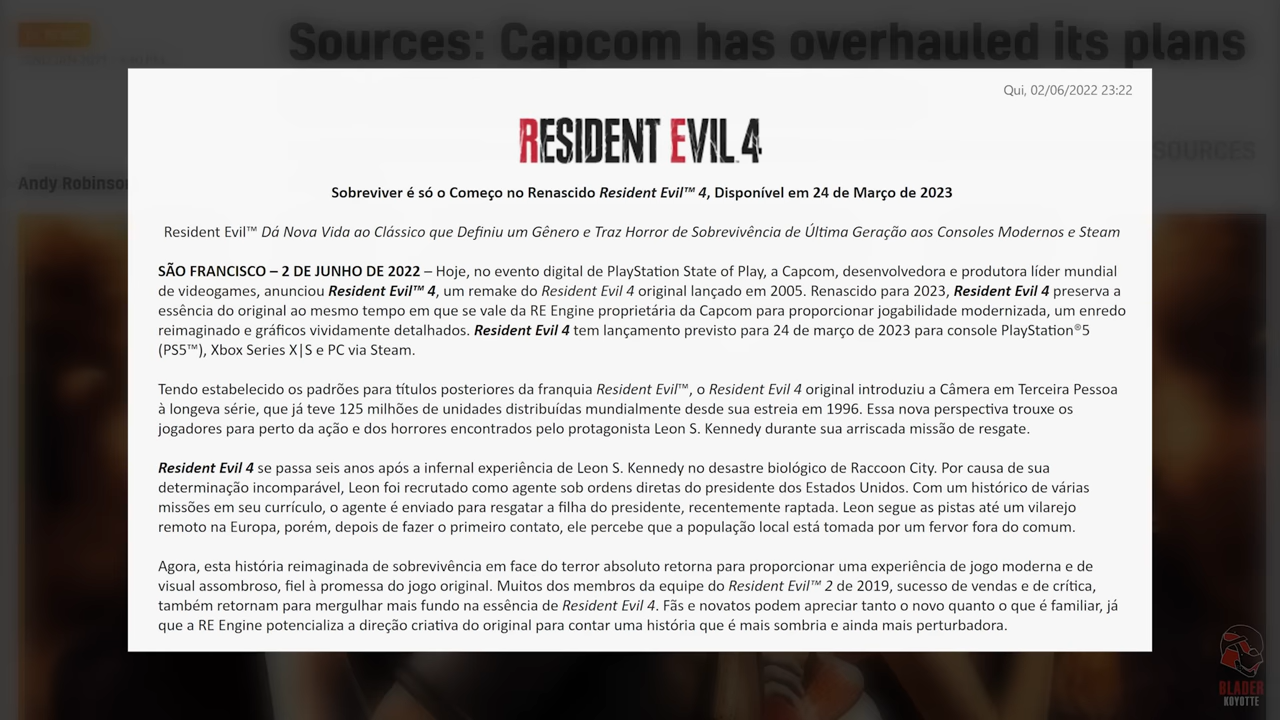 Sources: Capcom has overhauled its plans
SOURCES
Andy Robinson
Qui, 02/06/2022 23:22
RESIDENT EVIL 4
Sobreviver é só o Começo no Renascido Resident Evil™ 4, Disponível em 24 de Março de 2023
Resident Evil™ Dá Nova Vida ao Clássico que Definiu um Gênero e Traz Horror de Sobrevivência de Última Geração aos Consoles Modernos e Steam
SÃO FRANCISCO – 2 DE JUNHO DE 2022 – Hoje, no evento digital de PlayStation State of Play, a Capcom, desenvolvedora e produtora líder mundial
de videogames, anunciou Resident Evil™ 4, um remake do Resident Evil 4 original lançado em 2005. Renascido para 2023, Resident Evil 4 preserva a
essência do original ao mesmo tempo em que se vale da RE Engine proprietária da Capcom para proporcionar jogabilidade modernizada, um enredo
reimaginado e gráficos vividamente detalhados. Resident Evil 4 tem lançamento previsto para 24 de março de 2023 para console PlayStation®5
(PS5™), Xbox Series X|S e PC via Steam.
Tendo estabelecido os padrões para títulos posteriores da franquia Resident Evil™, o Resident Evil 4 original introduziu a Câmera em Terceira Pessoa
à longeva série, que já teve 125 milhões de unidades distribuídas mundialmente desde sua estreia em 1996. Essa nova perspectiva trouxe os
jogadores para perto da ação e dos horrores encontrados pelo protagonista Leon S. Kennedy durante sua arriscada missão de resgate.
Resident Evil 4 se passa seis anos após a infernal experiência de Leon S. Kennedy no desastre biológico de Raccoon City. Por causa de sua
determinação incomparável, Leon foi recrutado como agente sob ordens diretas do presidente dos Estados Unidos. Com um histórico de várias
missões em seu currículo, o agente é enviado para resgatar a filha do presidente, recentemente raptada. Leon segue as pistas até um vilarejo
remoto na Europa, porém, depois de fazer o primeiro contato, ele percebe que a população local está tomada por um fervor fora do comum.
Agora, esta história reimaginada de sobrevivência em face do terror absoluto retorna para proporcionar uma experiência de jogo moderna e de
visual assombroso, fiel à promessa do jogo original. Muitos dos membros da equipe do Resident Evil™ 2 de 2019, sucesso de vendas e de crítica,
também retornam para mergulhar mais fundo na essência de Resident Evil 4. Fãs e novatos podem apreciar tanto o novo quanto o que é familiar, já
que a RE Engine potencializa a direção criativa do original para contar uma história que é mais sombria e ainda mais perturbadora.
BLADER
KOYOTTE